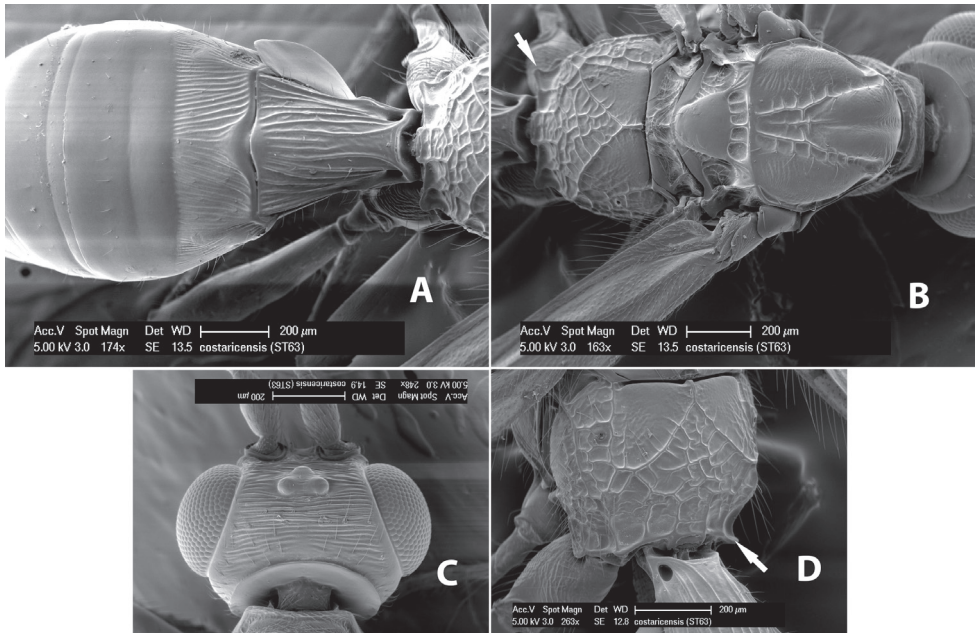 A
Acc.V Spot Magn Det WD 200 µm
5.00 kV 3.0 174x SE 13.5 costaricensis (ST63)
B
Acc.V Spot Magn Det WD 200 µm
5.00 kV 3.0 163x SE 13.5 costaricensis (ST63)
Acc.V Spot Magn Det WD 200 µm
5.00 kV 3.0 248x SE 14.9 costaricensis (ST63)
C
D
Acc.V Spot Magn Det WD 200 µm
5.00 kV 3.0 263x SE 12.8 costaricensis (ST63)